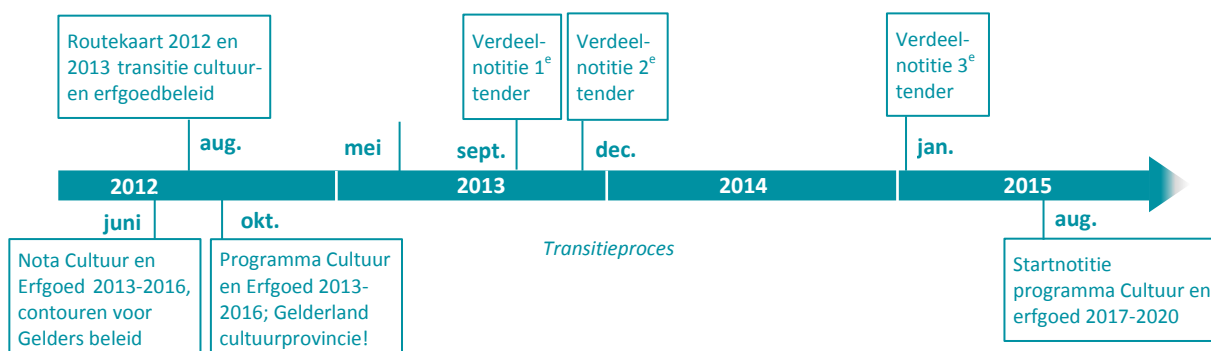 Routekaart 2012 en
2013 transitie cultuur-
en erfgoedbeleid
Verdeel-
notitie 1e
tender
Verdeel-
notitie 2e
tender
Verdeel-
notitie 3e
tender
aug.
mei
sept.
dec.
jan.
2012
2013
2014
2015
juni
okt.
aug.
Transitieproces
Nota Cultuur en
Erfgoed 2013-2016,
contouren voor
Gelders beleid
Programma Cultuur
en Erfgoed 2013-
2016; Gelderland
cultuurprovincie!
Startnotitie
programma Cultuur en
erfgoed 2017-2020